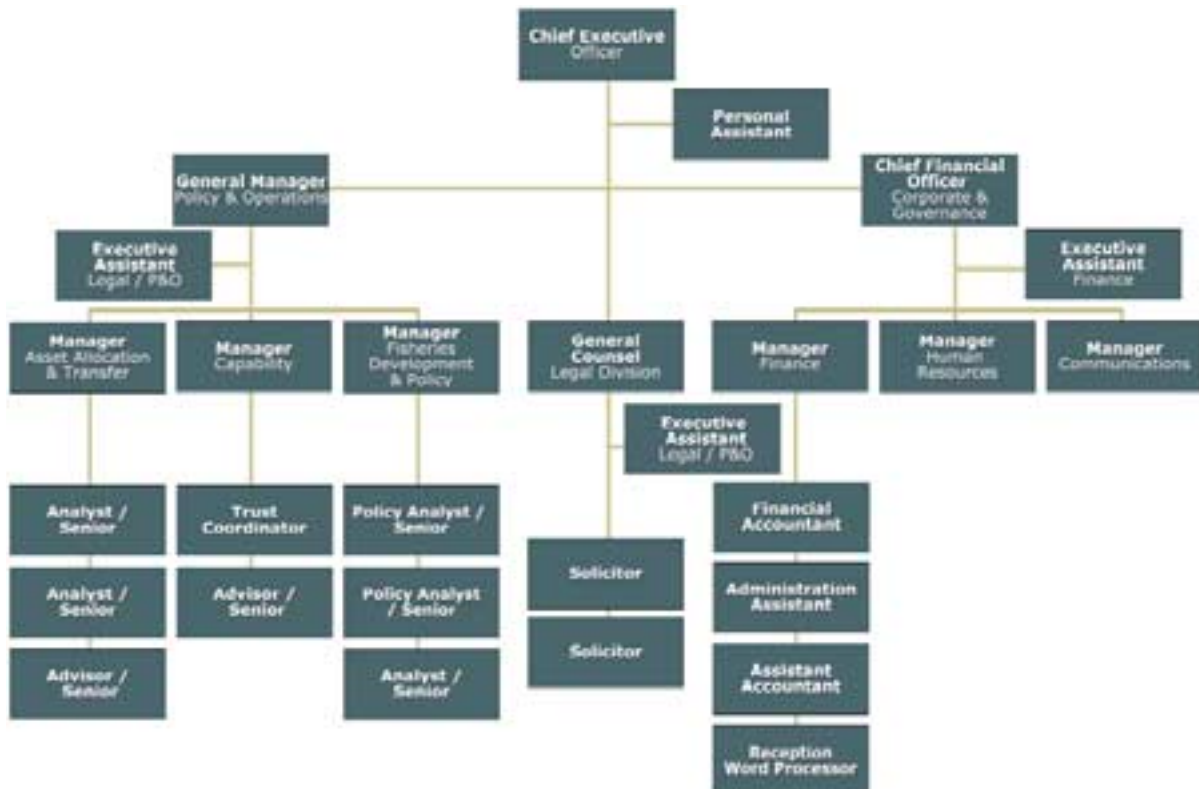 Chief Executive
Officer
Personal
Assistant
General Manager
Policy & Operations
Chief Financial
Officer
Corporate &
Governance
Executive
Assistant
Legal / P&O
Executive
Assistant
Finance
Manager
Asset Allocation
& Transfer
Manager
Capability
Manager
Fisheries
Development
& Policy
General
Counsel
Legal Division
Manager
Finance
Manager
Human
Resources
Manager
Communications
Executive
Assistant
Legal / P&O
Analyst /
Senior
Trust
Coordinator
Policy Analyst /
Senior
Financial
Accountant
Solicitor
Analyst /
Senior
Advisor /
Senior
Policy Analyst
/ Senior
Administration
Assistant
Solicitor
Advisor /
Senior
Analyst /
Senior
Assistant
Accountant
Reception
Word Processor